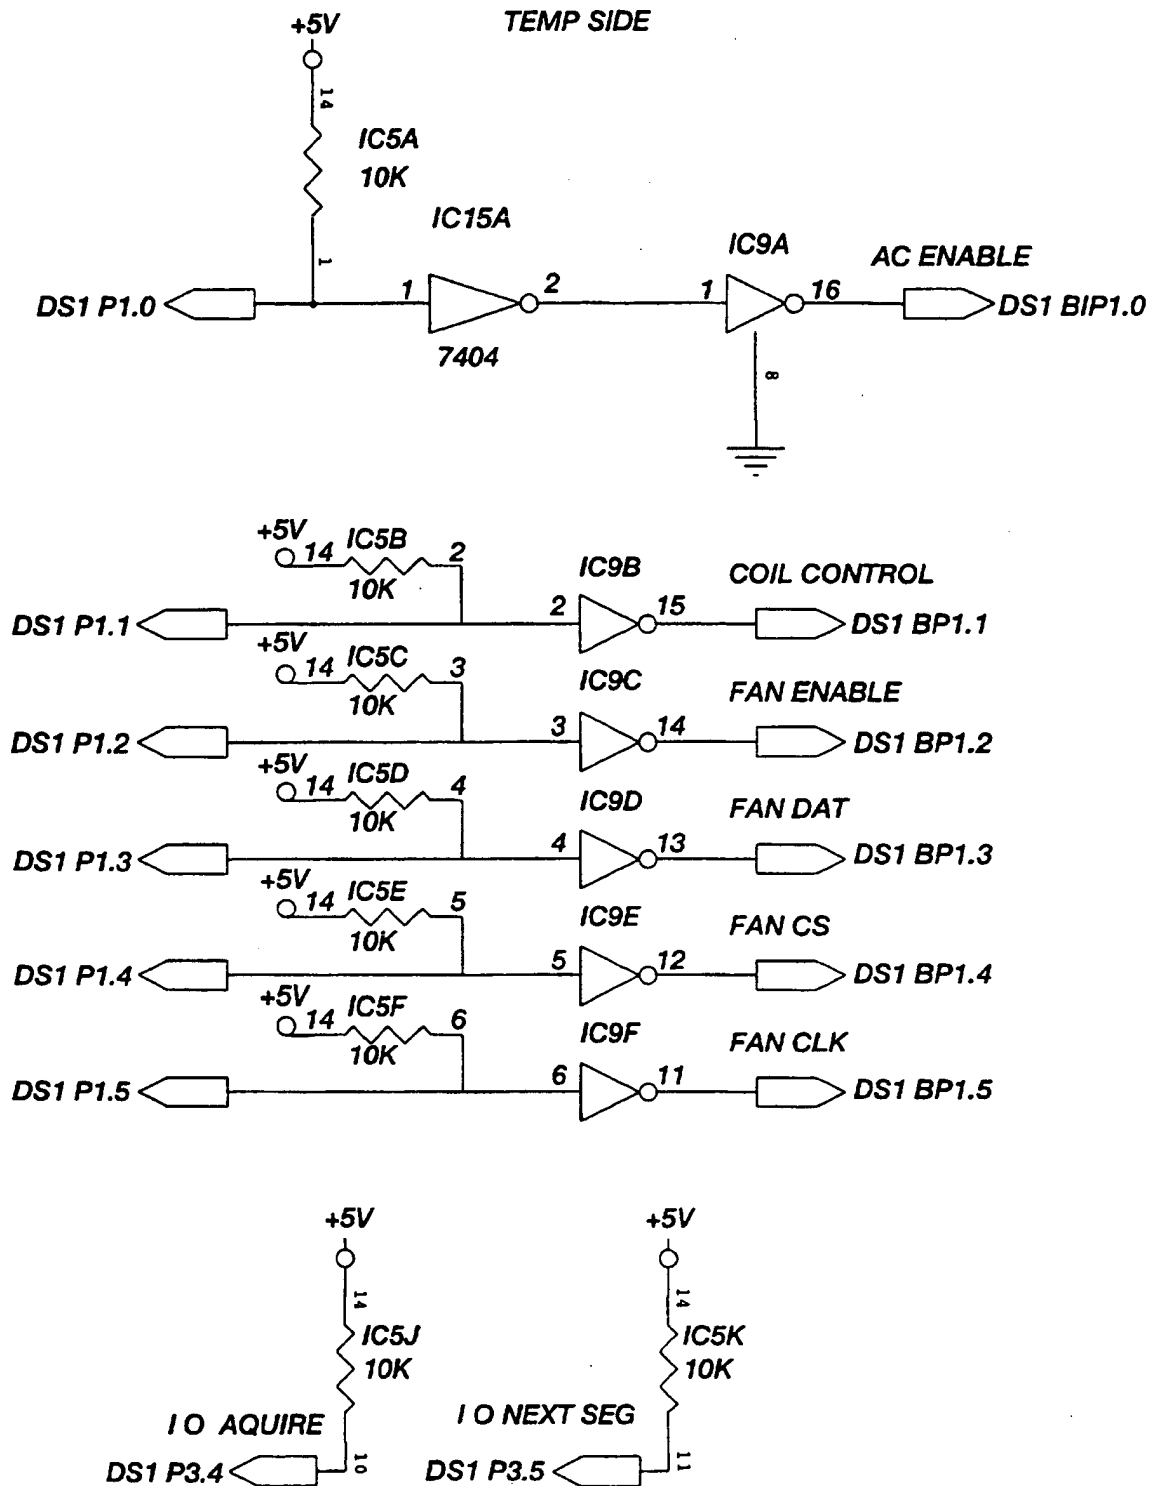 +5V
TEMP SIDE
14
IC5A
10K
1
IC15A
IC9A
AC ENABLE
DS1 P1.0
1
2
1
16
DS1 BIP1.0
7404
8
+5V
14
IC5B
2
10K
IC9B
COIL CONTROL
DS1 P1.1
2
15
DS1 BP1.1
+5V
14
IC5C
3
10K
IC9C
FAN ENABLE
DS1 P1.2
3
14
DS1 BP1.2
+5V
14
IC5D
4
10K
IC9D
FAN DAT
DS1 P1.3
4
13
DS1 BP1.3
+5V
14
IC5E
5
10K
IC9E
FAN CS
DS1 P1.4
5
12
DS1 BP1.4
+5V
14
IC5F
6
10K
IC9F
FAN CLK
DS1 P1.5
6
11
DS1 BP1.5
+5V
14
IC5J
10K
I O AQUIRE
10
DS1 P3.4
+5V
14
IC5K
10K
I O NEXT SEG
11
DS1 P3.5